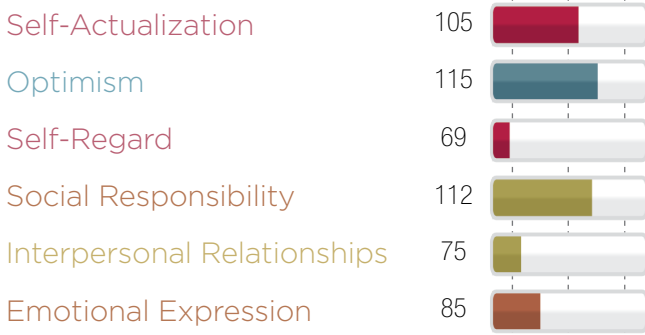 Self-Actualization 105
Optimism 115
Self-Regard 69
Social Responsibility 112
Interpersonal Relationships 75
Emotional Expression 85